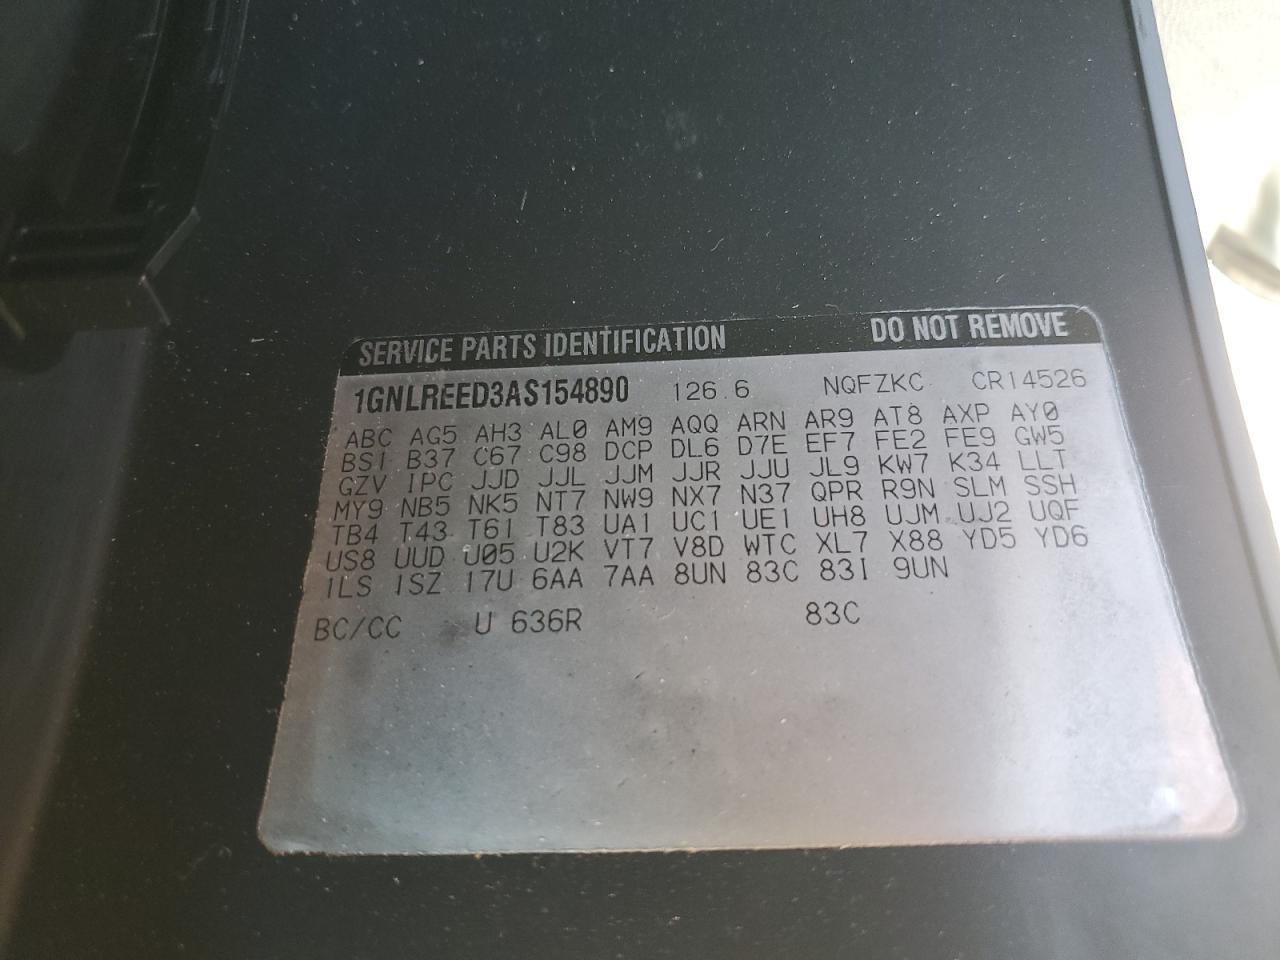 SERVICE PARTS IDENTIFICATION DO NOT REMOVE
1GNLREED3AS154890 126.6 NQFZKC CR14526
ABC AG5 AH3 AL0 AM9 AQQ ARN AR9 AT8 AXP AY0
BS1 B37 C67 C98 DCP DL6 D7E EF7 FE2 FE9 GW5
GZV IPC JJD JJL JJM JJR JJU JL9 KW7 K34 LLT
MY9 NB5 NK5 NT7 NW9 NX7 N37 QPR R9N SLM SSH
TB4 T43 T61 T83 UA1 UC1 UE1 UH8 UJM UJ2 UQF
US8 UUD U05 U2K VT7 V8D WTC XL7 X88 YD5 YD6
1LS 1SZ 17U 6AA 7AA 8UN 83C 83I 9UN
BC/CC U 636R 83C